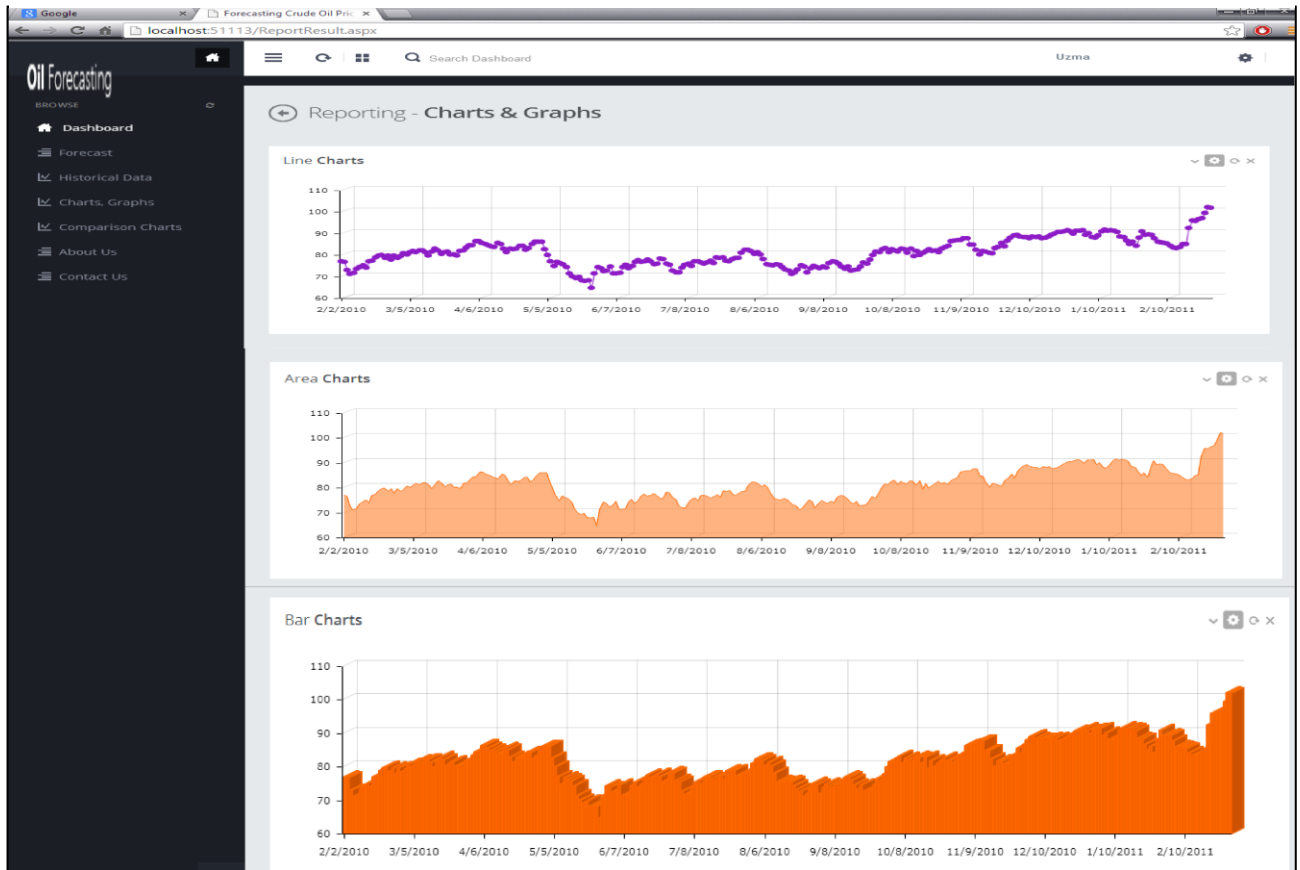 Google
Forecasting Crude Oil Pric
localhost:51113/ReportResult.aspx
Oil Forecasting
BROWSE
Dashboard
Forecast
Historical Data
Charts, Graphs
Comparison Charts
About Us
Contact Us
Search Dashboard
Uzma
Reporting - Charts & Graphs
Line Charts
110
100
90
80
70
60
2/2/2010 3/5/2010 4/6/2010 5/5/2010 6/7/2010 7/8/2010 8/6/2010 9/8/2010 10/8/2010 11/9/2010 12/10/2010 1/10/2011 2/10/2011
Area Charts
110
100
90
80
70
60
2/2/2010 3/5/2010 4/6/2010 5/5/2010 6/7/2010 7/8/2010 8/6/2010 9/8/2010 10/8/2010 11/9/2010 12/10/2010 1/10/2011 2/10/2011
Bar Charts
110
100
90
80
70
60
2/2/2010 3/5/2010 4/6/2010 5/5/2010 6/7/2010 7/8/2010 8/6/2010 9/8/2010 10/8/2010 11/9/2010 12/10/2010 1/10/2011 2/10/2011